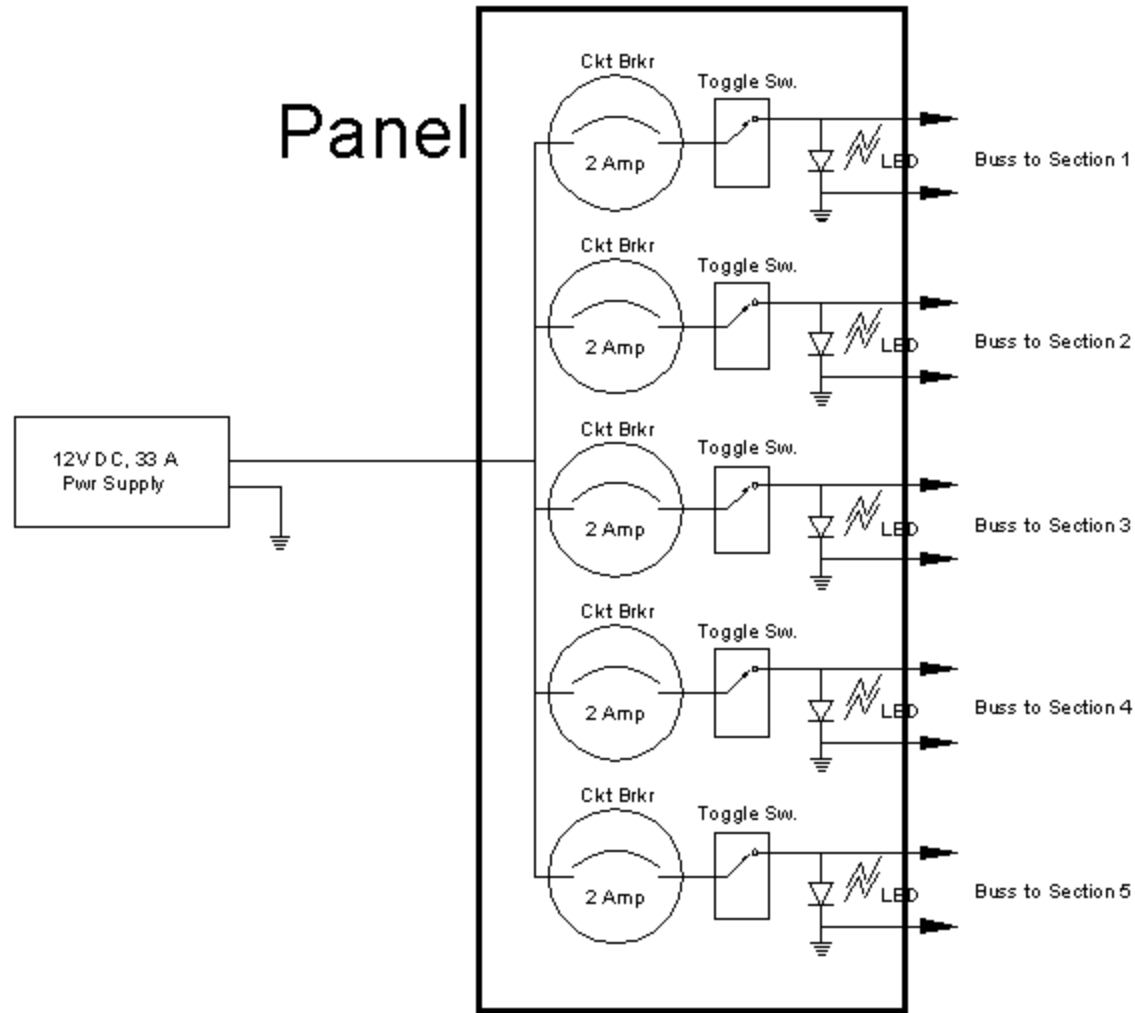 Panel
Ckt Brkr
Toggle Sw.
2 Amp
LED
Buss to Section 1
Ckt Brkr
Toggle Sw.
2 Amp
LED
Buss to Section 2
12V DC, 33 A
Pwr Supply
Ckt Brkr
Toggle Sw.
2 Amp
LED
Buss to Section 3
Ckt Brkr
Toggle Sw.
2 Amp
LED
Buss to Section 4
Ckt Brkr
Toggle Sw.
2 Amp
LED
Buss to Section 5